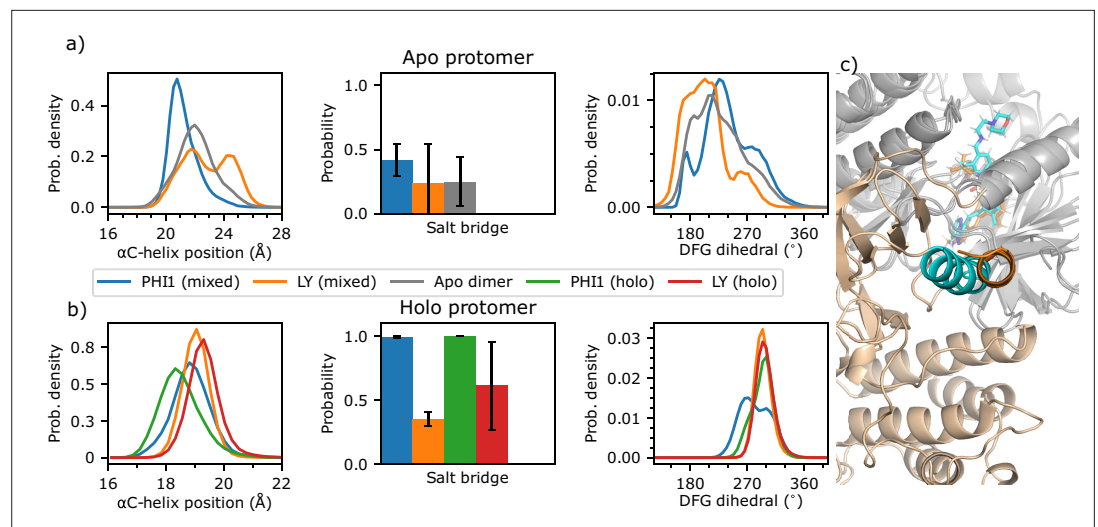 a)
Apo protomer
c)
Prob. density
0.4
0.2
0.0
16 20 24 28
αC-helix position (Å)
Probability
1.0
0.5
0.0
Salt bridge
Prob. density
0.01
0.00
180 270 360
DFG dihedral (°)
PHI1 (mixed) LY (mixed) Apo dimer PHI1 (holo) LY (holo)
b)
Holo protomer
Prob. density
0.8
0.5
0.3
0
16 18 20 22
αC-helix position (Å)
Probability
1.0
0.5
0.0
Salt bridge
Prob. density
0.03
0.02
0.01
0.00
180 270 360
DFG dihedral (°)